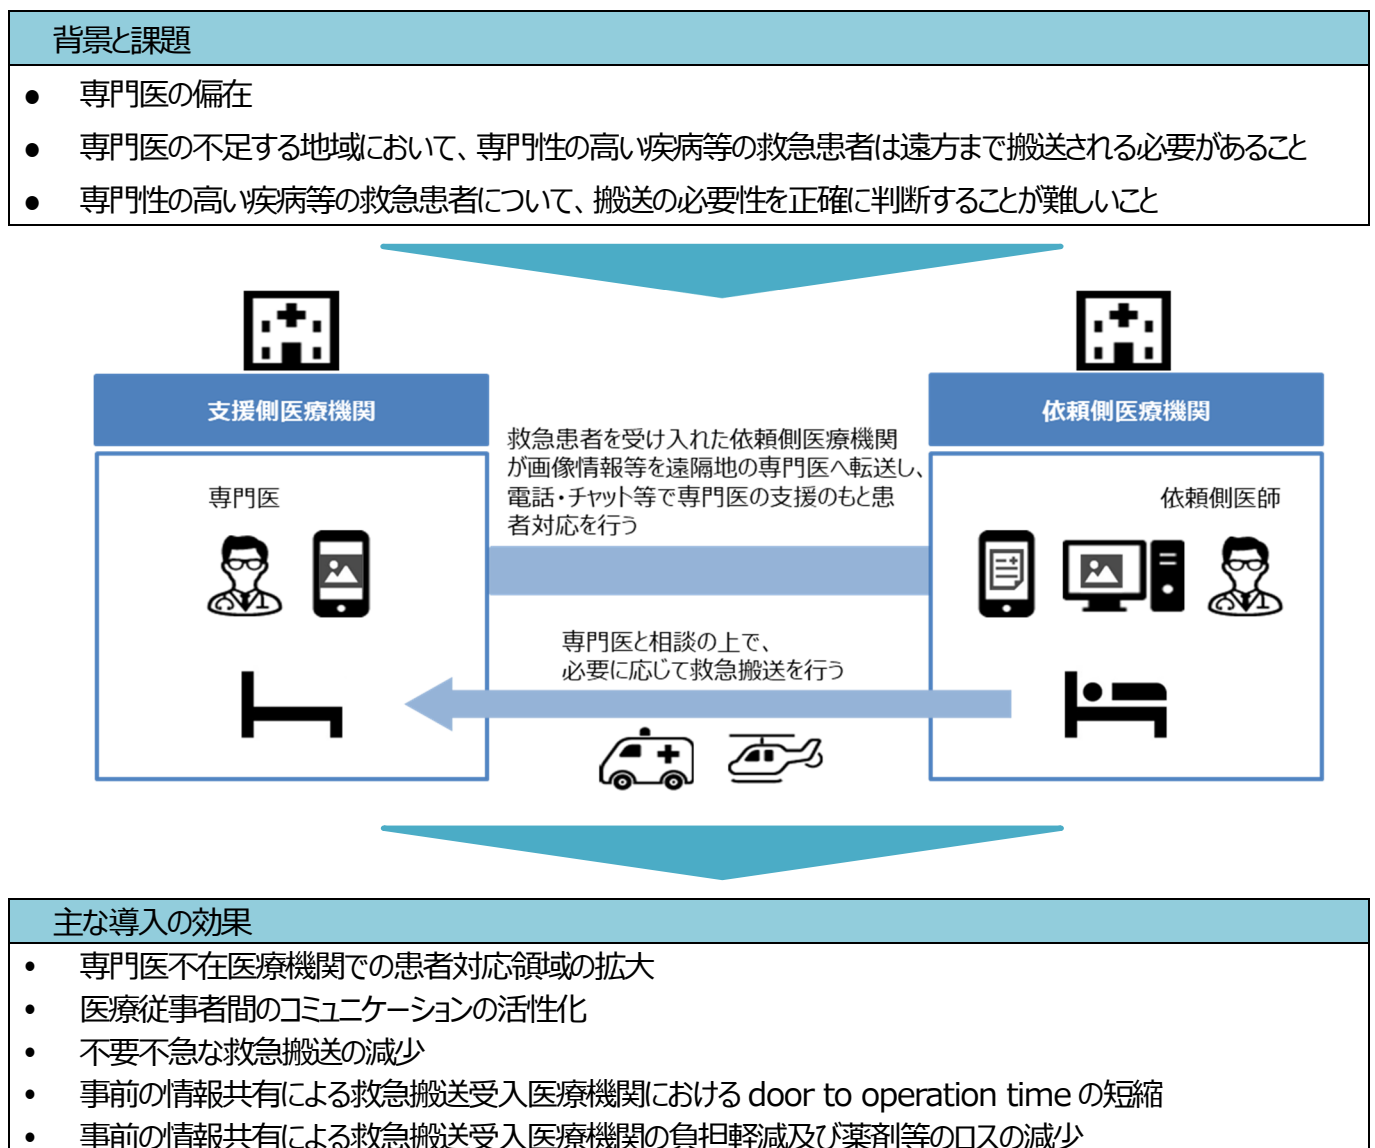 背景と課題
● 専門医の偏在
● 専門医の不足する地域において、専門性の高い疾病等の救急患者は遠方まで搬送される必要があること
● 専門性の高い疾病等の救急患者について、搬送の必要性を正確に判断することが難しいこと
支援側医療機関
依頼側医療機関
救急患者を受け入れた依頼側医療機関
が画像情報等を遠隔地の専門医へ転送し、
電話・チャット等で専門医の支援のもと患
者対応を行う
専門医
依頼側医師
専門医と相談の上で、
必要に応じて救急搬送を行う
主な導入の効果
• 専門医不在医療機関での患者対応領域の拡大
• 医療従事者間のコミュニケーションの活性化
• 不要不急な救急搬送の減少
• 事前の情報共有による救急搬送受入医療機関における door to operation time の短縮
• 事前の情報共有による救急搬送受入医療機関の負担軽減及び薬剤等のロスの減少